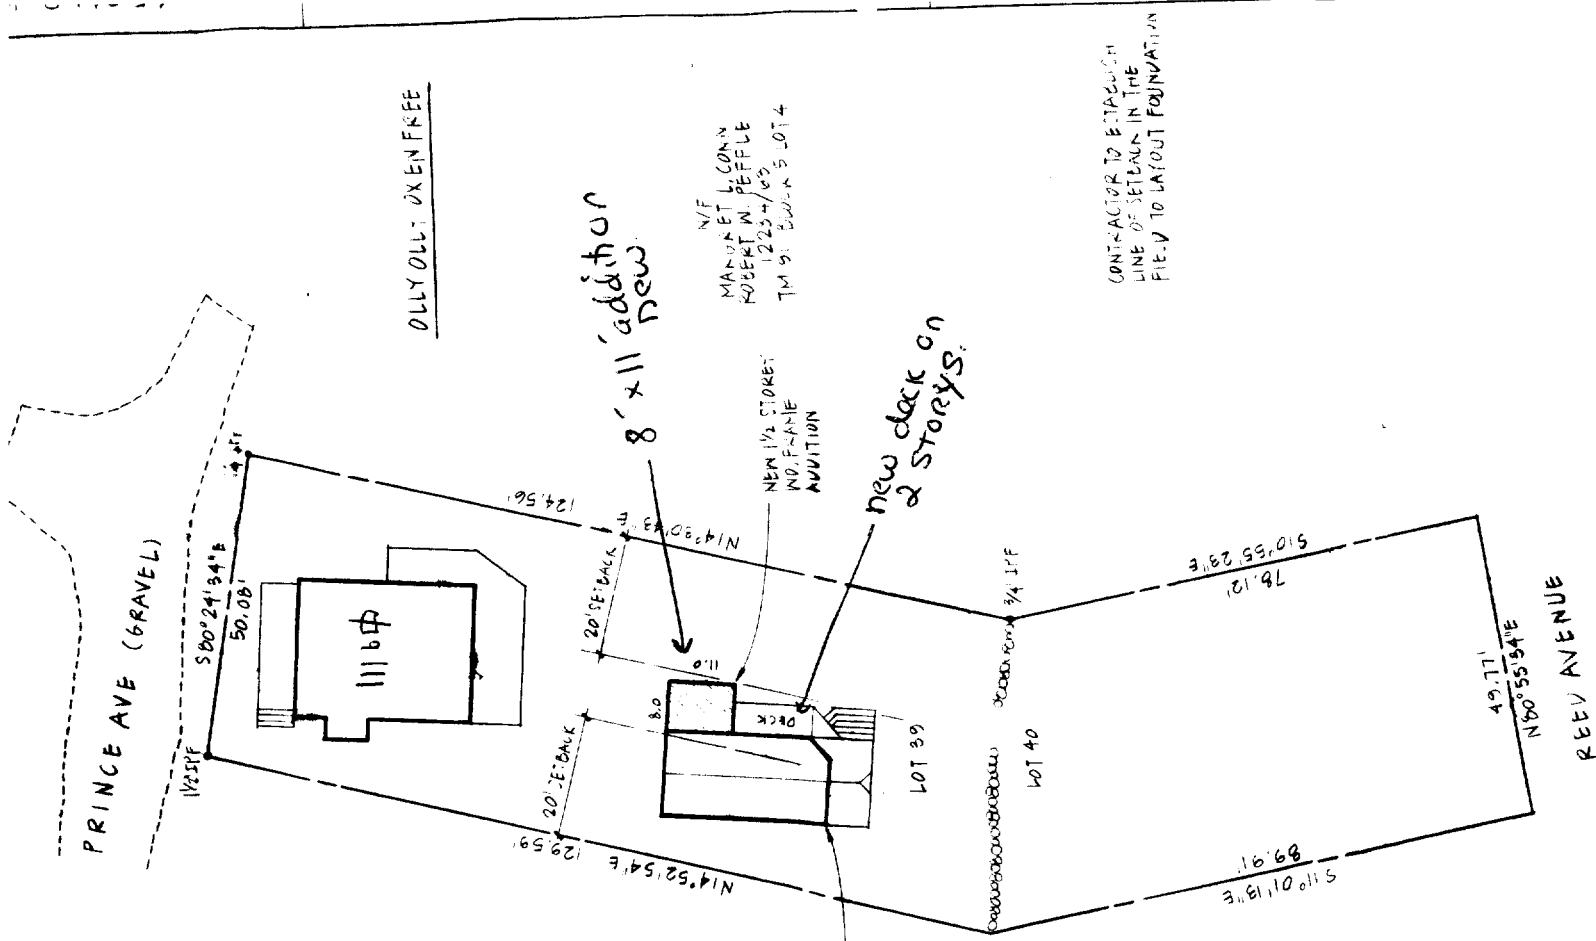 OLLY OLLY OXEN FREE
PRINCE AVE (GRAVEL)
S80°24'34"E
50.08'
1½" IPF
124.56'
N14°30'43"
20' SETBACK
20' SETBACK
129.59'
N14°52'54"E
8' x 11' addition
new
N/F
ROBERT W. PEFFLE
LOT 4
NEW 1½ STOREY
WD. FRAME
ADDITION
new deck on
2 STORYS.
CONTRACTOR TO ESTABLISH
LINE OF SETBACK IN THE
FIELD TO LAYOUT FOUNDATION
11.0
8.0
DECK
LOT 39
LOT 40
3/4" IPF
S10°55'23"E
78.12'
89.91'
S11°01'13"E
49.77'
N80°55'34"E
REED AVENUE